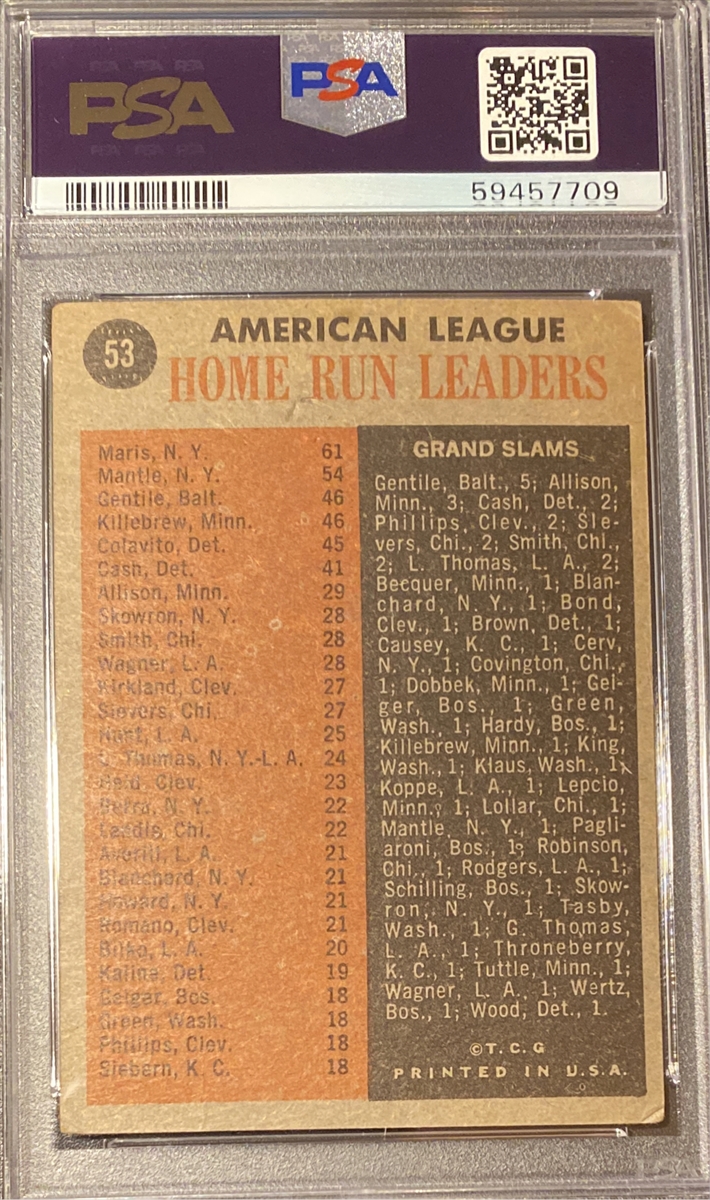 PSA
PSA
59457709
53
AMERICAN LEAGUE
HOME RUN LEADERS
Maris, N. Y. 61
Mantle, N. Y. 54
Gentile, Balt. 46
Killebrew, Minn. 46
Colavito, Det. 45
Cash, Det. 41
Allison, Minn. 29
Skowron, N. Y. 28
Smith, Chi. 28
Wagner, L. A. 28
Kirkland, Clev. 27
Sievers, Chi. 27
Hunt, L. A. 25
L. Thomas, N. Y.-L. A. 24
Held, Clev. 23
Berra, N. Y. 22
Landis, Chi. 22
Averill, L. A. 21
Blanchard, N. Y. 21
Howard, N. Y. 21
Romano, Clev. 21
Bilko, L. A. 20
Kaline, Det. 19
Geiger, Bos. 18
Green, Wash. 18
Phillips, Clev. 18
Siebern, K. C. 18
GRAND SLAMS
Gentile, Balt., 5; Allison,
Minn., 3; Cash, Det., 2;
Phillips, Clev., 2; Sie-
vers, Chi., 2; Smith, Chi.,
2; L. Thomas, L. A., 2;
Becquer, Minn., 1; Blan-
chard, N. Y., 1; Bond,
Clev., 1; Brown, Det., 1;
Causey, K. C., 1; Cerv,
N. Y., 1; Covington, Chi.,
1; Dobbek, Minn., 1; Gei-
ger, Bos., 1; Green,
Wash., 1; Hardy, Bos., 1;
Killebrew, Minn., 1; King,
Wash., 1; Klaus, Wash., 1;
Koppe, L. A., 1; Lepcio,
Minn., 1; Lollar, Chi., 1;
Mantle, N. Y., 1; Pagli-
aroni, Bos., 1; Robinson,
Chi., 1; Rodgers, L. A., 1;
Schilling, Bos., 1; Skow-
ron, N. Y., 1; Tasby,
Wash., 1; G. Thomas,
L. A., 1; Throneberry,
K. C., 1; Tuttle, Minn., 1;
Wagner, L. A., 1; Wertz,
Bos., 1; Wood, Det., 1.
©T. C. G
PRINTED IN U.S.A.